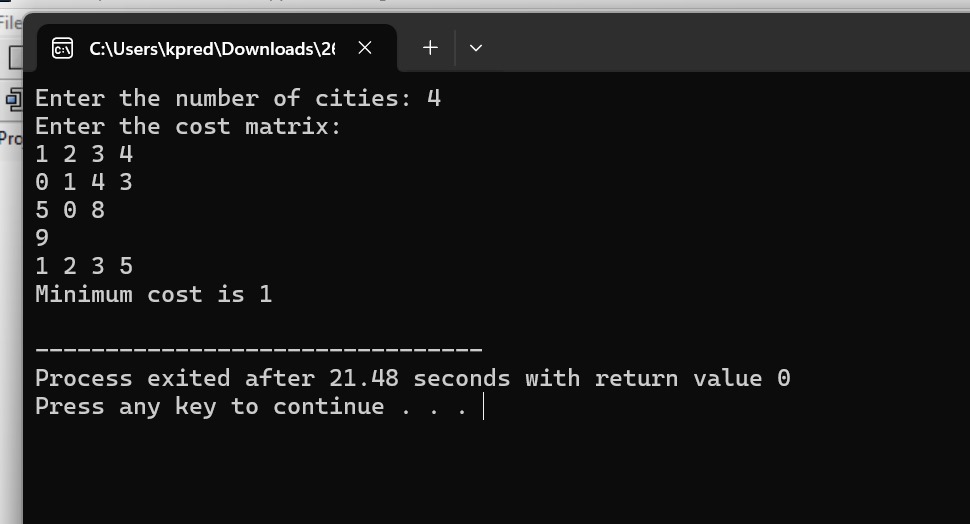 File
C:\Users\kpred\Downloads\26
Pro
Enter the number of cities: 4
Enter the cost matrix:
1 2 3 4
0 1 4 3
5 0 8
9
1 2 3 5
Minimum cost is 1
--------------------------------
Process exited after 21.48 seconds with return value 0
Press any key to continue . . .